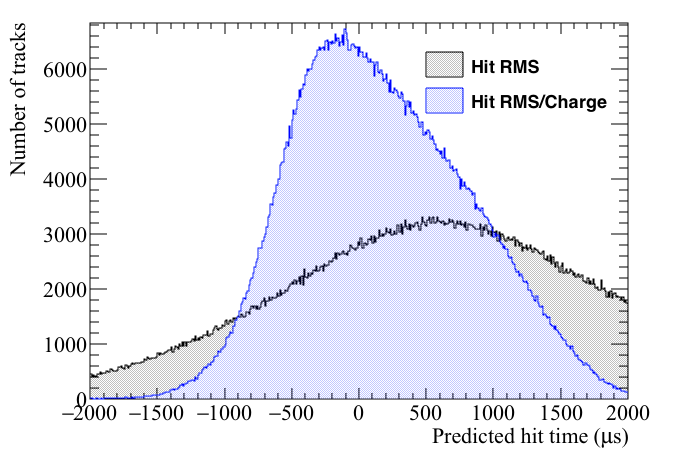 Number of tracks
6000
5000
4000
3000
2000
1000
0
Hit RMS
Hit RMS/Charge
−2000 −1500 −1000 −500 0 500 1000 1500 2000
Predicted hit time (μs)